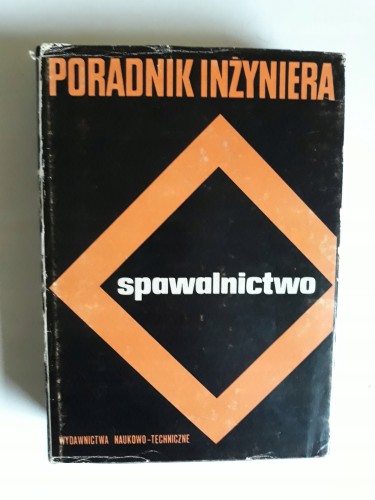 PORADNIK INŻYNIERA
spawalnictwo
WYDAWNICTWA NAUKOWO-TECHNICZNE